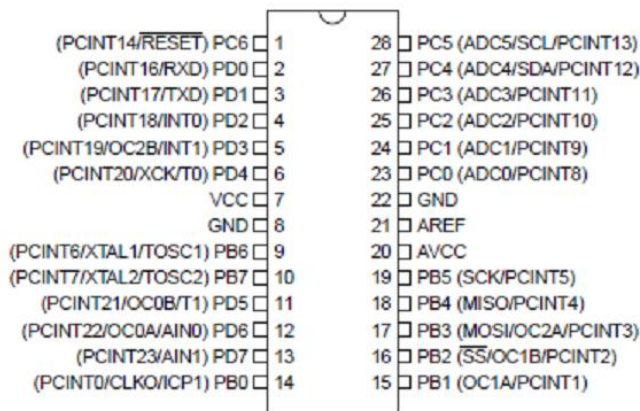 (PCINT14/RESET) PC6 1 28 PC5 (ADC5/SCL/PCINT13)
(PCINT16/RXD) PD0 2 27 PC4 (ADC4/SDA/PCINT12)
(PCINT17/TXD) PD1 3 26 PC3 (ADC3/PCINT11)
(PCINT18/INT0) PD2 4 25 PC2 (ADC2/PCINT10)
(PCINT19/OC2B/INT1) PD3 5 24 PC1 (ADC1/PCINT9)
(PCINT20/XCK/T0) PD4 6 23 PC0 (ADC0/PCINT8)
VCC 7 22 GND
GND 8 21 AREF
(PCINT6/XTAL1/TOSC1) PB6 9 20 AVCC
(PCINT7/XTAL2/TOSC2) PB7 10 19 PB5 (SCK/PCINT5)
(PCINT21/OC0B/T1) PD5 11 18 PB4 (MISO/PCINT4)
(PCINT22/OC0A/AIN0) PD6 12 17 PB3 (MOSI/OC2A/PCINT3)
(PCINT23/AIN1) PD7 13 16 PB2 (SS/OC1B/PCINT2)
(PCINT0/CLKO/ICP1) PB0 14 15 PB1 (OC1A/PCINT1)